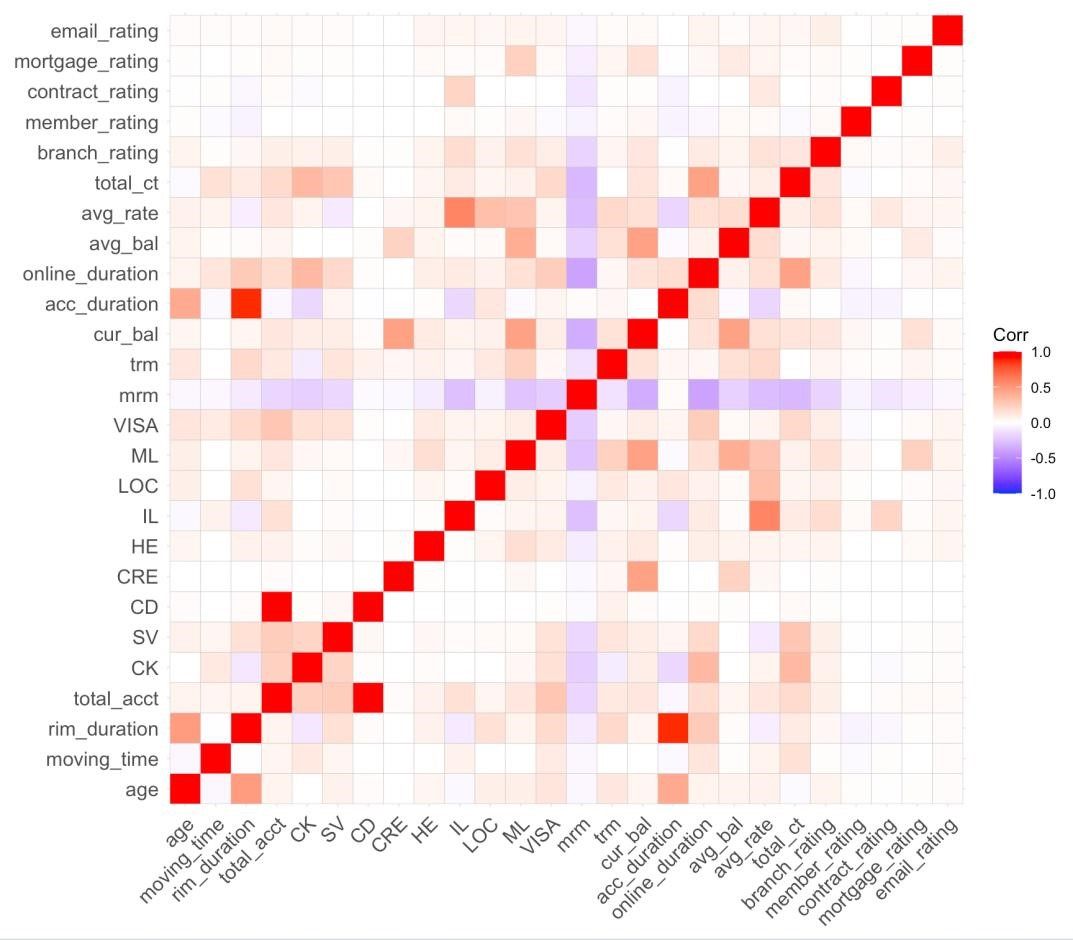 email_rating
mortgage_rating
contract_rating
member_rating
branch_rating
total_ct
avg_rate
avg_bal
online_duration
acc_duration
cur_bal
trm
mrm
VISA
ML
LOC
IL
HE
CRE
CD
SV
CK
total_acct
rim_duration
moving_time
age
Corr
1.0
0.5
0.0
-0.5
-1.0
age
moving_time
rim_duration
total_acct
CK
SV
CD
CRE
HE
IL
LOC
ML
VISA
mrm
trm
cur_bal
acc_duration
online_duration
avg_bal
avg_rate
total_ct
branch_rating
member_rating
contract_rating
mortgage_rating
email_rating